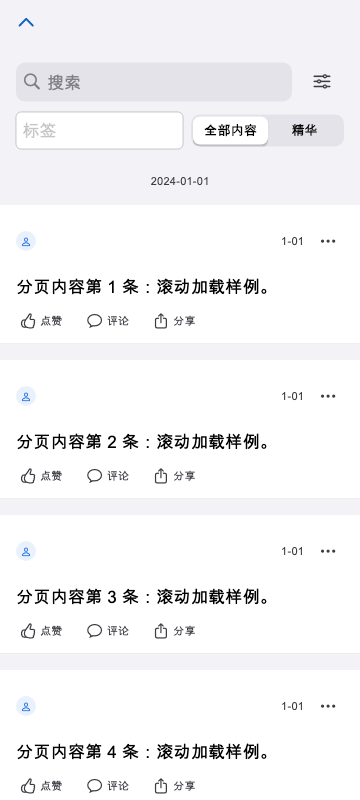 搜索
标签 全部内容 精华
2024-01-01
1-01
分页内容第 1 条：滚动加载样例。
点赞 评论 分享
1-01
分页内容第 2 条：滚动加载样例。
点赞 评论 分享
1-01
分页内容第 3 条：滚动加载样例。
点赞 评论 分享
1-01
分页内容第 4 条：滚动加载样例。
点赞 评论 分享